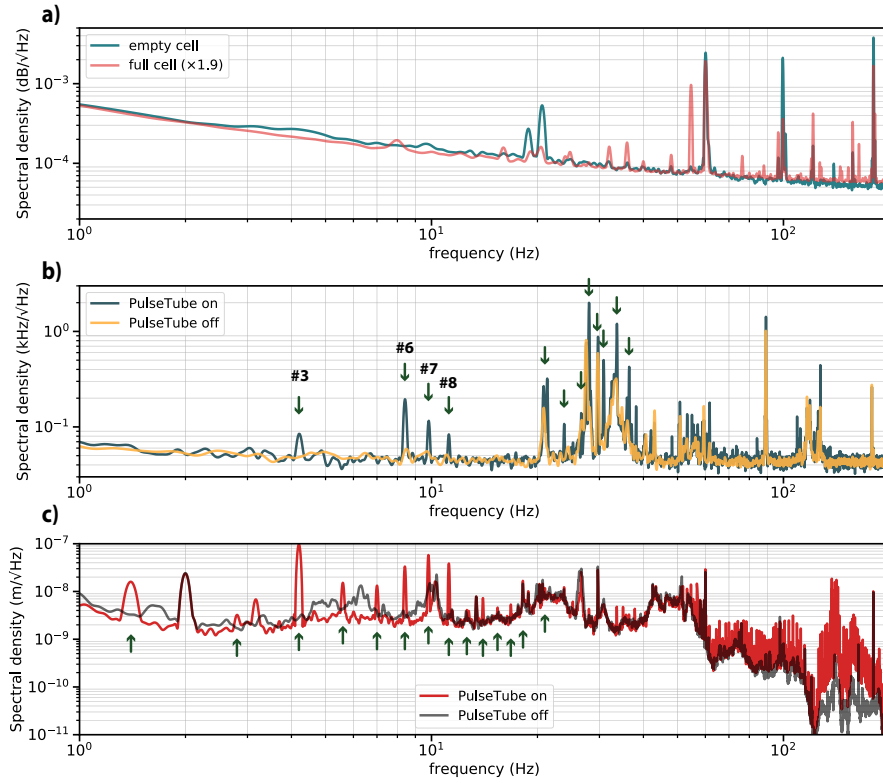 a)
Spectral density (dB/√Hz)
10⁻³
10⁻⁴
empty cell
full cell (×1.9)
10⁰
10¹
10²
frequency (Hz)
b)
Spectral density (kHz/√Hz)
10⁰
10⁻¹
PulseTube on
PulseTube off
#3
#6
#7
#8
10⁰
10¹
10²
frequency (Hz)
c)
Spectral density (m/√Hz)
10⁻⁷
10⁻⁸
10⁻⁹
10⁻¹⁰
10⁻¹¹
PulseTube on
PulseTube off
10⁰
10¹
10²
frequency (Hz)